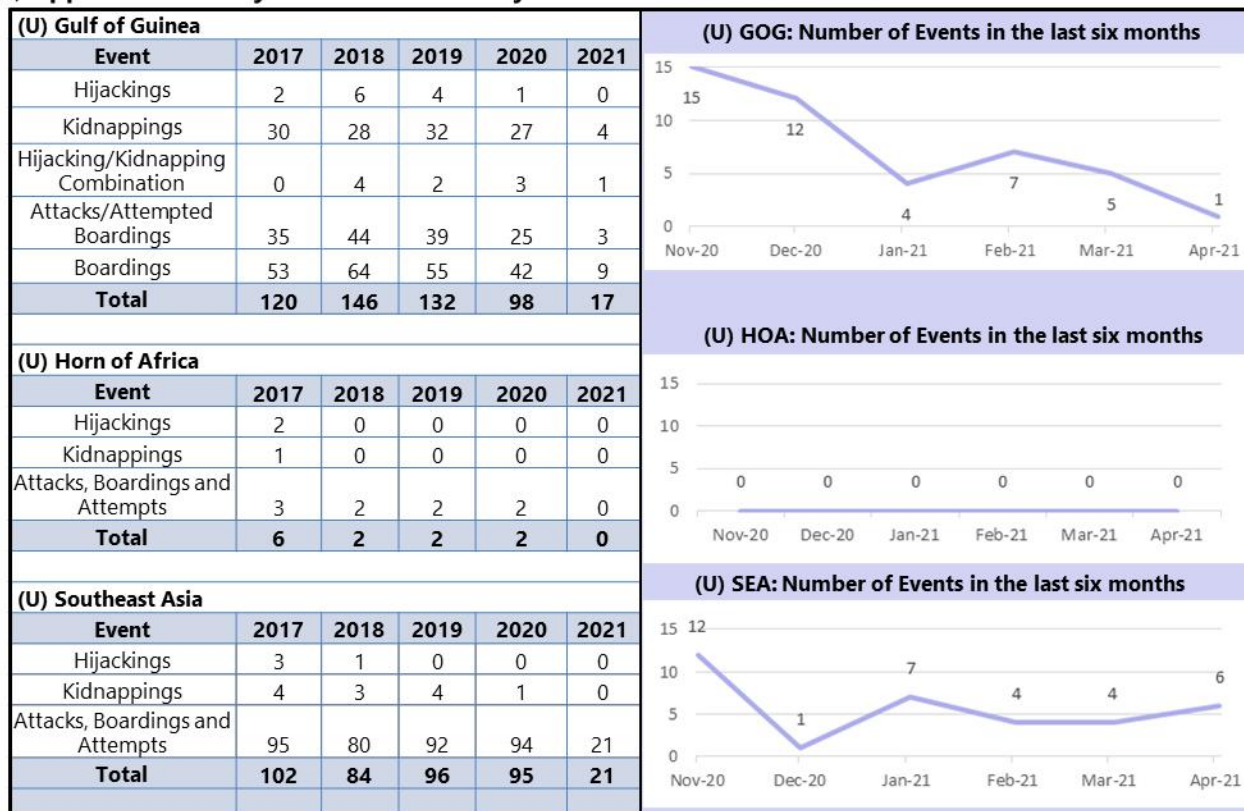 (U) Gulf of Guinea
Event 2017 2018 2019 2020 2021
Hijackings 2 6 4 1 0
Kidnappings 30 28 32 27 4
Hijacking/Kidnapping
Combination 0 4 2 3 1
Attacks/Attempted
Boardings 35 44 39 25 3
Boardings 53 64 55 42 9
Total 120 146 132 98 17
(U) Horn of Africa
Event 2017 2018 2019 2020 2021
Hijackings 2 0 0 0 0
Kidnappings 1 0 0 0 0
Attacks, Boardings and
Attempts 3 2 2 2 0
Total 6 2 2 2 0
(U) Southeast Asia
Event 2017 2018 2019 2020 2021
Hijackings 3 1 0 0 0
Kidnappings 4 3 4 1 0
Attacks, Boardings and
Attempts 95 80 92 94 21
Total 102 84 96 95 21
(U) GOG: Number of Events in the last six months
15
10
5
0
15 12 4 7 5 1
Nov-20 Dec-20 Jan-21 Feb-21 Mar-21 Apr-21
(U) HOA: Number of Events in the last six months
15
10
5
0
0 0 0 0 0 0
Nov-20 Dec-20 Jan-21 Feb-21 Mar-21 Apr-21
(U) SEA: Number of Events in the last six months
15
10
5
0
12 1 7 4 4 6
Nov-20 Dec-20 Jan-21 Feb-21 Mar-21 Apr-21